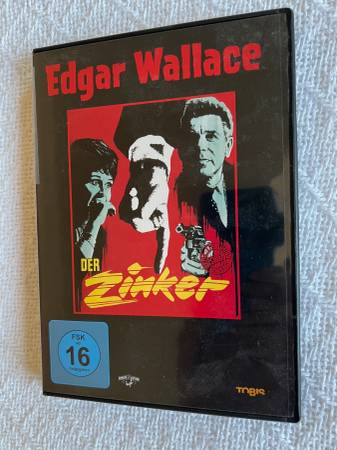 Edgar Wallace
DER
Zinker
FSK
16
TOBIS